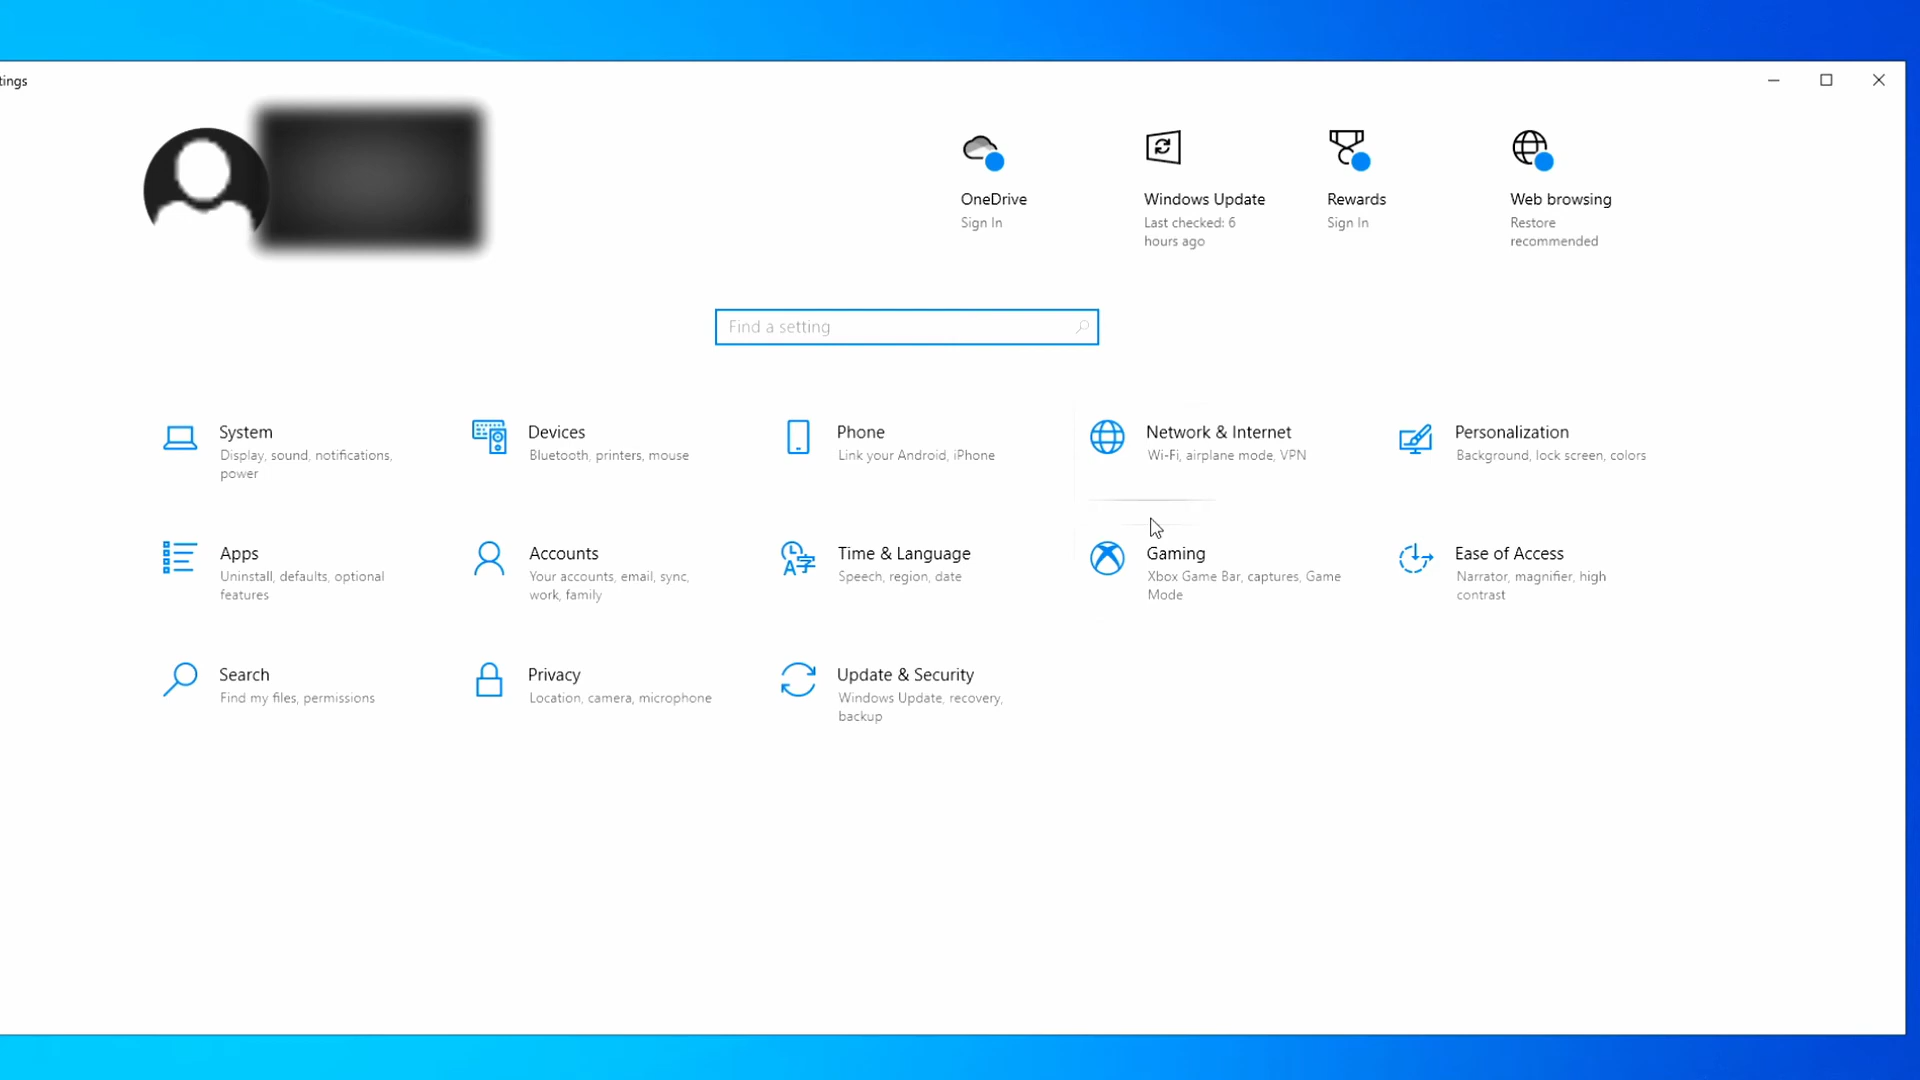 tings
OneDrive
Sign In
Windows Update
Last checked: 6
hours ago
Rewards
Sign In
Web browsing
Restore
recommended
Find a setting
System
Display, sound, notifications,
power
Devices
Bluetooth, printers, mouse
Phone
Link your Android, iPhone
Network & Internet
Wi-Fi, airplane mode, VPN
Personalization
Background, lock screen, colors
Apps
Uninstall, defaults, optional
features
Accounts
Your accounts, email, sync,
work, family
Time & Language
Speech, region, date
Gaming
Xbox Game Bar, captures, Game
Mode
Ease of Access
Narrator, magnifier, high
contrast
Search
Find my files, permissions
Privacy
Location, camera, microphone
Update & Security
Windows Update, recovery,
backup